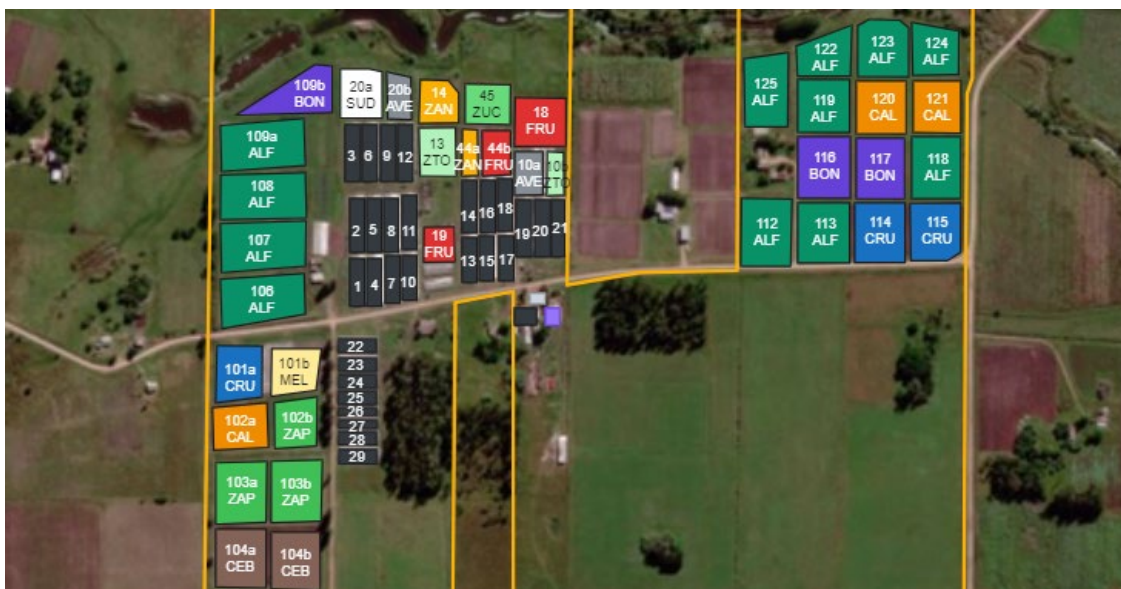 109b
BON
20a
SUD
20b
AVE
14
ZAN
45
ZUC
18
FRU
109a
ALF
3
6
9
12
13
ZTO
44a
ZAN
44b
FRU
10a
AVE
10b
ZTO
108
ALF
107
ALF
106
ALF
2
5
8
11
19
FRU
14
16
18
19
20
21
1
4
7
10
13
15
17
122
ALF
123
ALF
124
ALF
125
ALF
119
ALF
120
CAL
121
CAL
116
BON
117
BON
118
ALF
112
ALF
113
ALF
114
CRU
115
CRU
101a
CRU
101b
MEL
102a
CAL
102b
ZAP
103a
ZAP
103b
ZAP
104a
CEB
104b
CEB
22
23
24
25
26
27
28
29